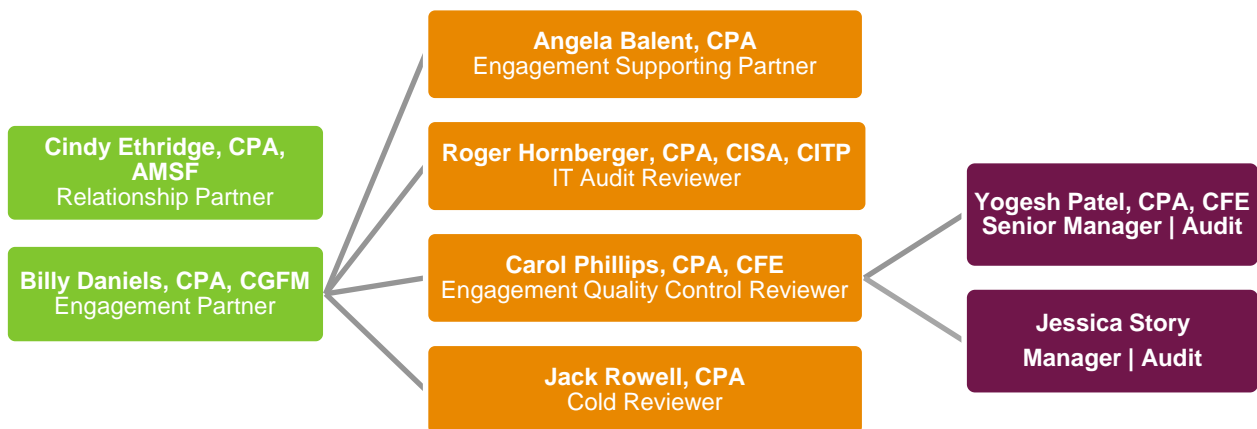 Cindy Ethridge, CPA,
AMSF
Relationship Partner
Billy Daniels, CPA, CGFM
Engagement Partner
Angela Balent, CPA
Engagement Supporting Partner
Roger Hornberger, CPA, CISA, CITP
IT Audit Reviewer
Carol Phillips, CPA, CFE
Engagement Quality Control Reviewer
Jack Rowell, CPA
Cold Reviewer
Yogesh Patel, CPA, CFE
Senior Manager | Audit
Jessica Story
Manager | Audit